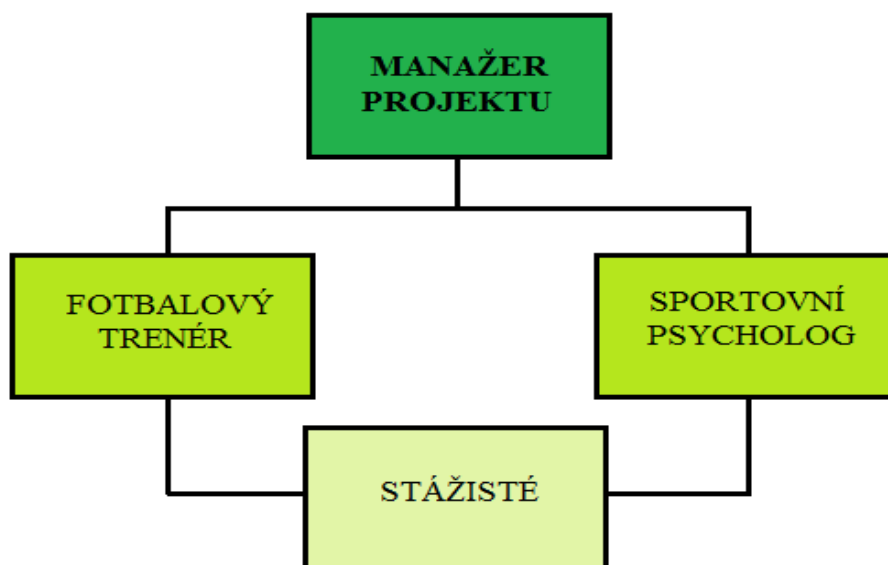 MANAŽER
PROJEKTU
FOTBALOVÝ
TRENÉR
SPORTOVNÍ
PSYCHOLOG
STÁŽISTÉ